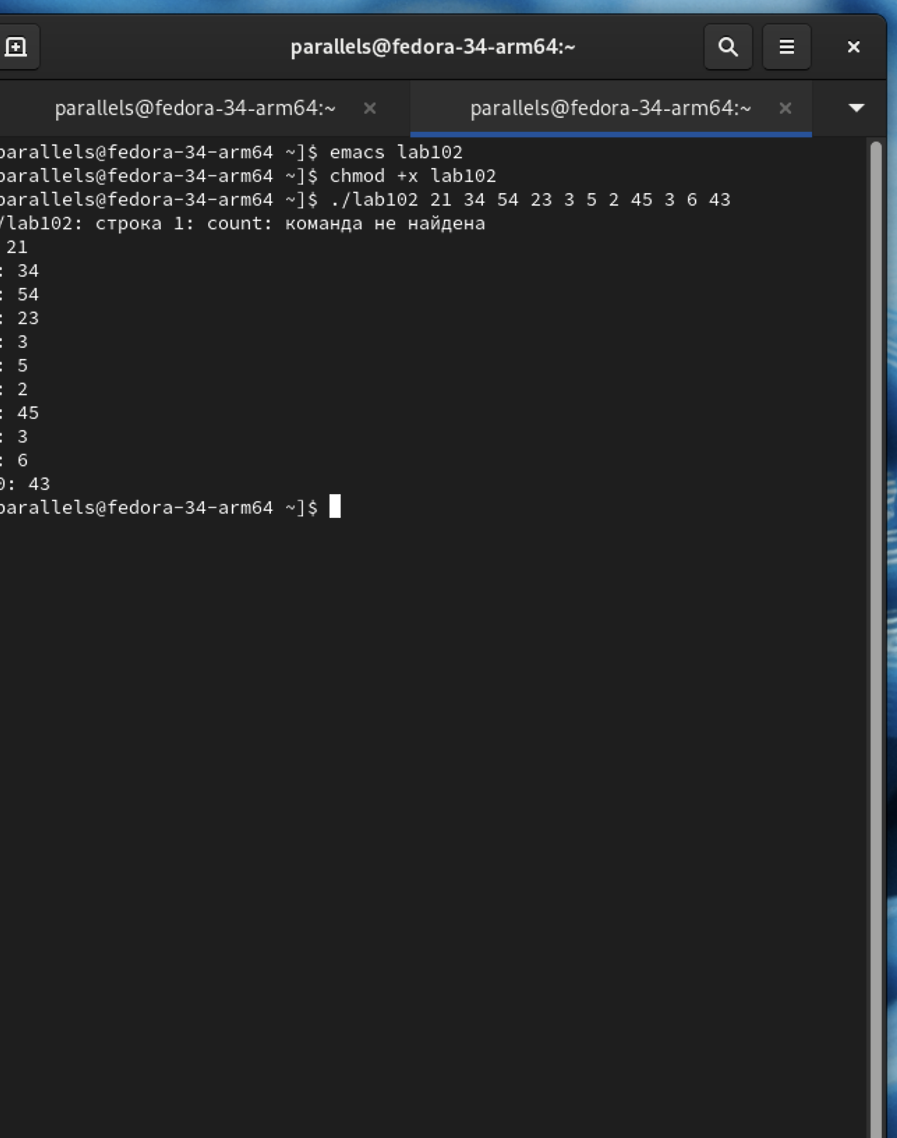 parallels@fedora-34-arm64:~
parallels@fedora-34-arm64:~ parallels@fedora-34-arm64:~
parallels@fedora-34-arm64 ~]$ emacs lab102
parallels@fedora-34-arm64 ~]$ chmod +x lab102
parallels@fedora-34-arm64 ~]$ ./lab102 21 34 54 23 3 5 2 45 3 6 43
/lab102: строка 1: count: команда не найдена
21
: 34
: 54
: 23
: 3
: 5
: 2
: 45
: 3
: 6
0: 43
parallels@fedora-34-arm64 ~]$